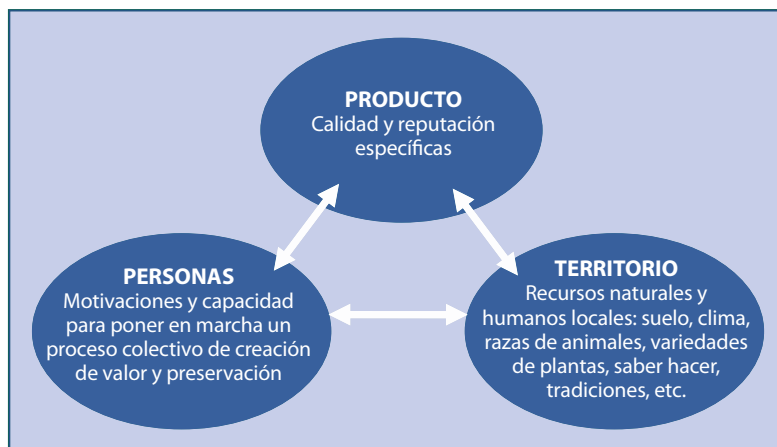 PRODUCTO
Calidad y reputación
específicas
PERSONAS
Motivaciones y capacidad
para poner en marcha un
proceso colectivo de creación
de valor y preservación
TERRITORIO
Recursos naturales y
humanos locales: suelo, clima,
razas de animales, variedades
de plantas, saber hacer,
tradiciones, etc.